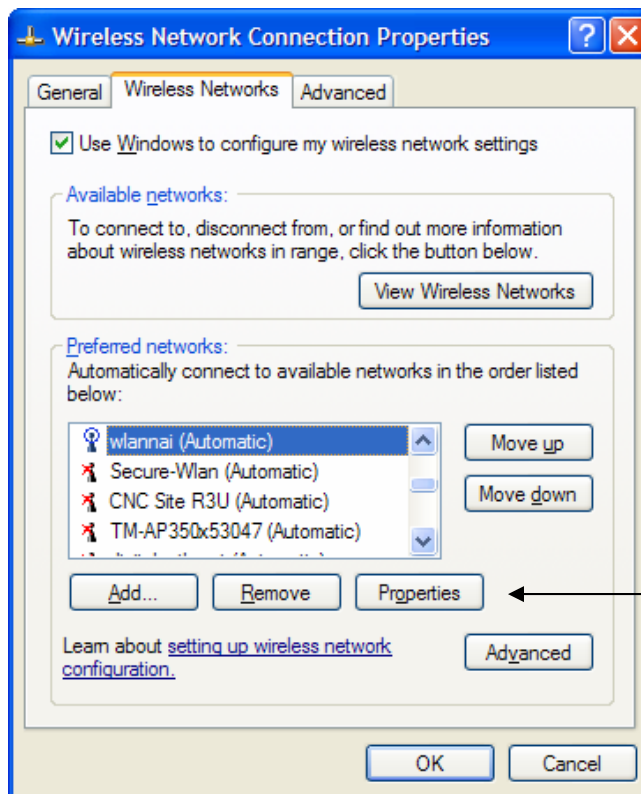 Wireless Network Connection Properties
General Wireless Networks Advanced
Use Windows to configure my wireless network settings
Available networks:
To connect to, disconnect from, or find out more information
about wireless networks in range, click the button below.
View Wireless Networks
Preferred networks:
Automatically connect to available networks in the order listed
below:
wlannai (Automatic)
Secure-Wlan (Automatic)
CNC Site R3U (Automatic)
TM-AP350x53047 (Automatic)
Move up
Move down
Add... Remove Properties
Learn about setting up wireless network
configuration.
Advanced
OK Cancel